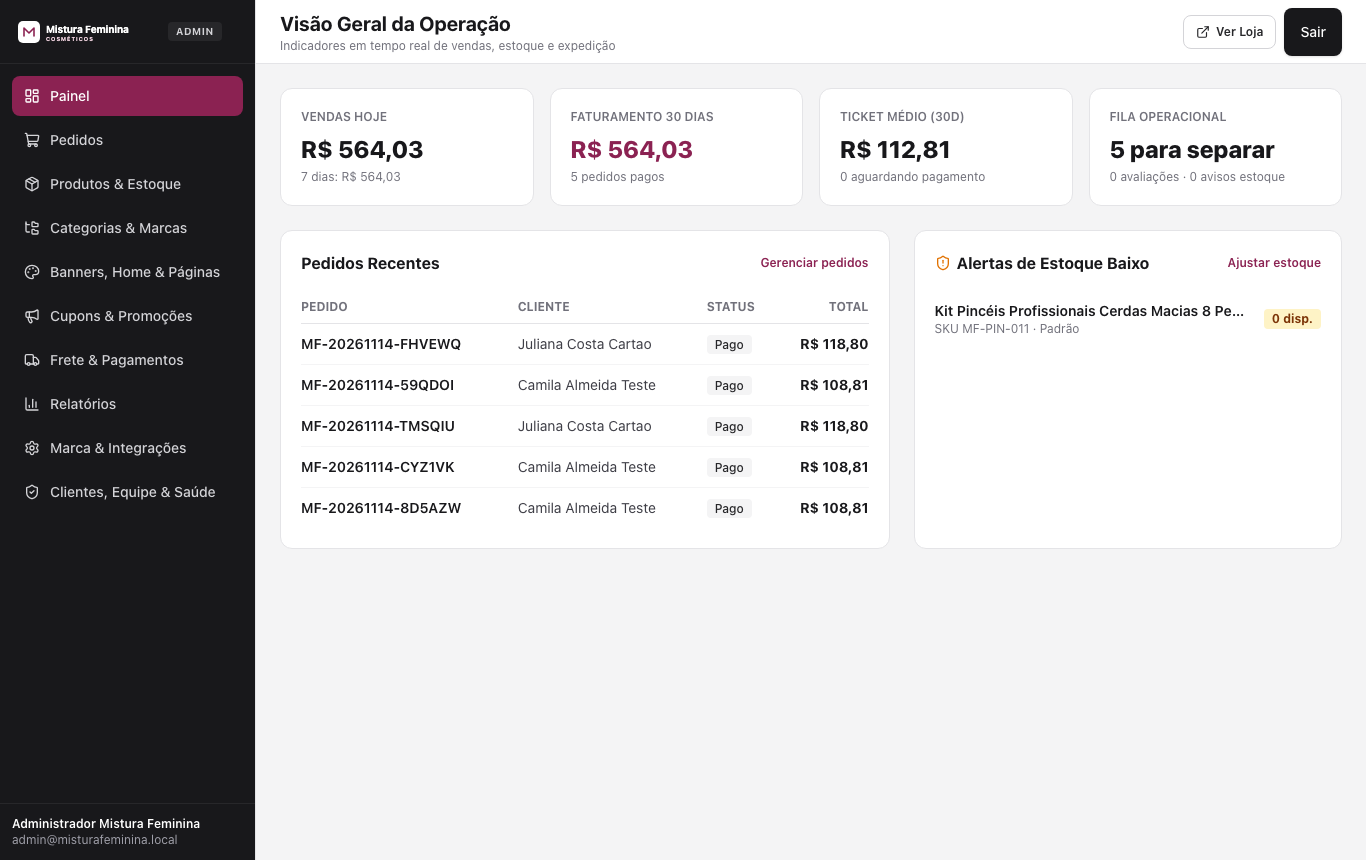 Mistura Feminina
COSMÉTICOS
ADMIN
Painel
Pedidos
Produtos & Estoque
Categorias & Marcas
Banners, Home & Páginas
Cupons & Promoções
Frete & Pagamentos
Relatórios
Marca & Integrações
Clientes, Equipe & Saúde
Administrador Mistura Feminina
admin@misturafeminina.local
Visão Geral da Operação
Indicadores em tempo real de vendas, estoque e expedição
Ver Loja
Sair
VENDAS HOJE
R$ 564,03
7 dias: R$ 564,03
FATURAMENTO 30 DIAS
R$ 564,03
5 pedidos pagos
TICKET MÉDIO (30D)
R$ 112,81
0 aguardando pagamento
FILA OPERACIONAL
5 para separar
0 avaliações · 0 avisos estoque
Pedidos Recentes
Gerenciar pedidos
PEDIDO CLIENTE STATUS TOTAL
MF-20261114-FHVEWQ Juliana Costa Cartao Pago R$ 118,80
MF-20261114-59QDOI Camila Almeida Teste Pago R$ 108,81
MF-20261114-TMSQIU Juliana Costa Cartao Pago R$ 118,80
MF-20261114-CYZ1VK Camila Almeida Teste Pago R$ 108,81
MF-20261114-8D5AZW Camila Almeida Teste Pago R$ 108,81
Alertas de Estoque Baixo
Ajustar estoque
Kit Pincéis Profissionais Cerdas Macias 8 Pe...
SKU MF-PIN-011 · Padrão
0 disp.